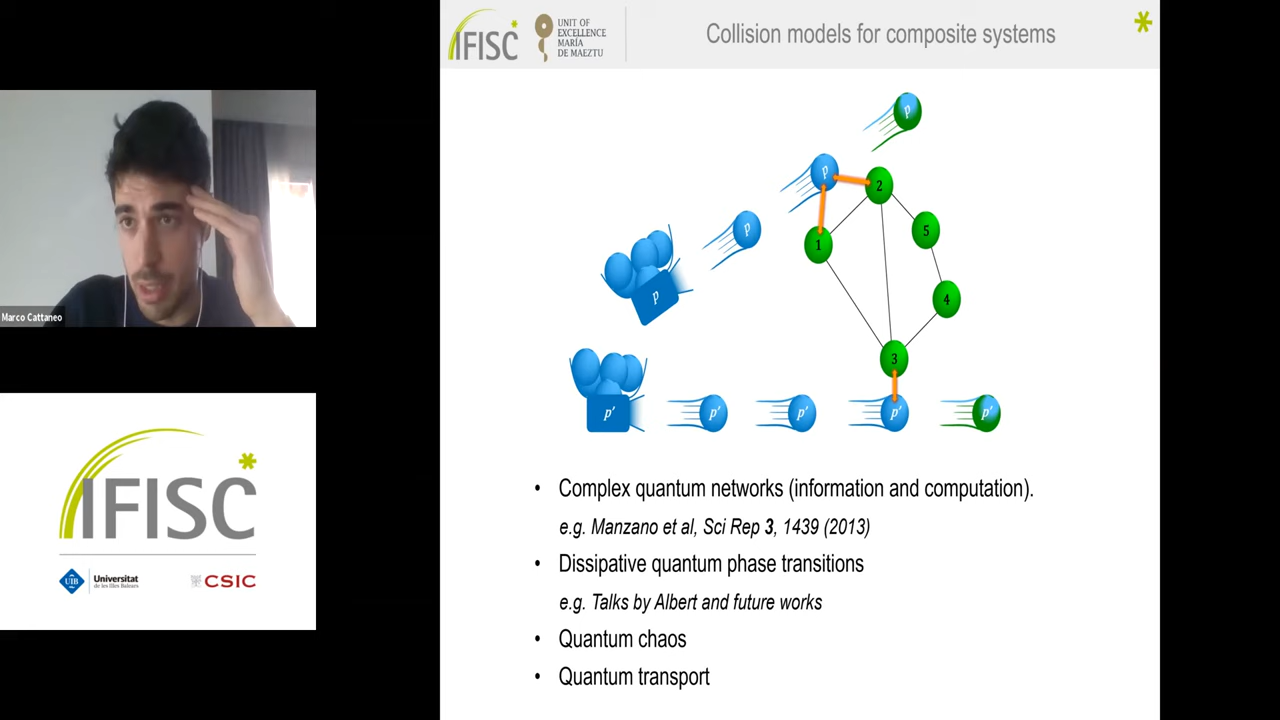 IFISC
UNIT OF
EXCELLENCE
MARÍA
DE MAEZTU
Collision models for composite systems
p
p
2
p
1
5
p
4
3
p'
p'
p'
p'
p'
Marco Cattaneo
IFISC
UIB
Universitat
de les Illes Balears
CSIC
• Complex quantum networks (information and computation).
e.g. Manzano et al, Sci Rep 3, 1439 (2013)
• Dissipative quantum phase transitions
e.g. Talks by Albert and future works
• Quantum chaos
• Quantum transport